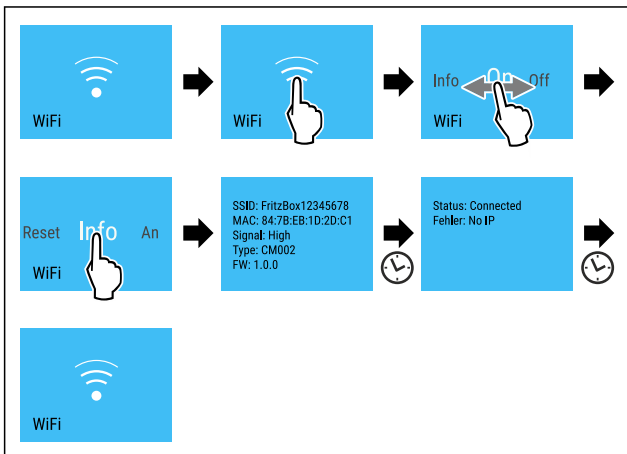 WiFi
WiFi
Info On Off
WiFi
Reset Info An
WiFi
SSID: FritzBox12345678
MAC: 84:7B:EB:1D:2D:C1
Signal: High
Type: CM002
FW: 1.0.0
Status: Connected
Fehler: No IP
WiFi